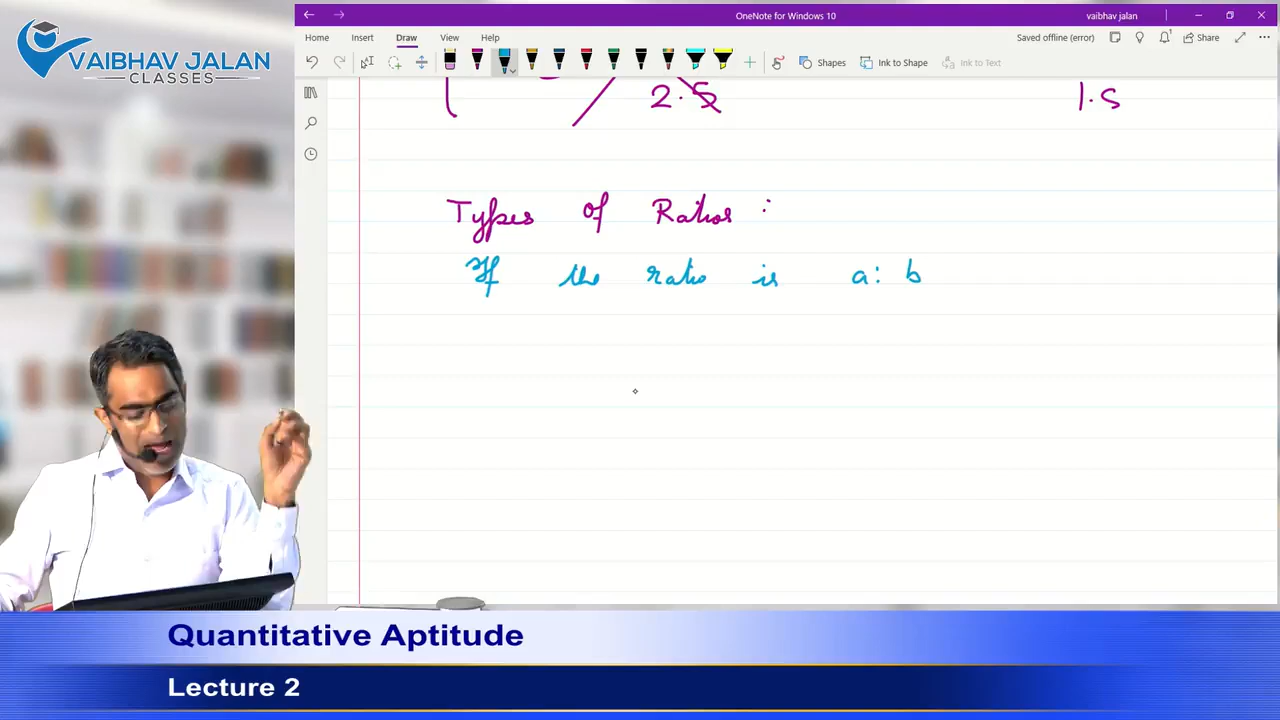 VAIBHAV JALAN
CLASSES
OneNote for Windows 10
vaibhav jalan
Home Insert Draw View Help
Saved offline (error)
Share
Shapes
Ink to Shape
Ink to Text
2.5
1.5
Types of Ratios :
If the ratio is a : b
Quantitative Aptitude
Lecture 2